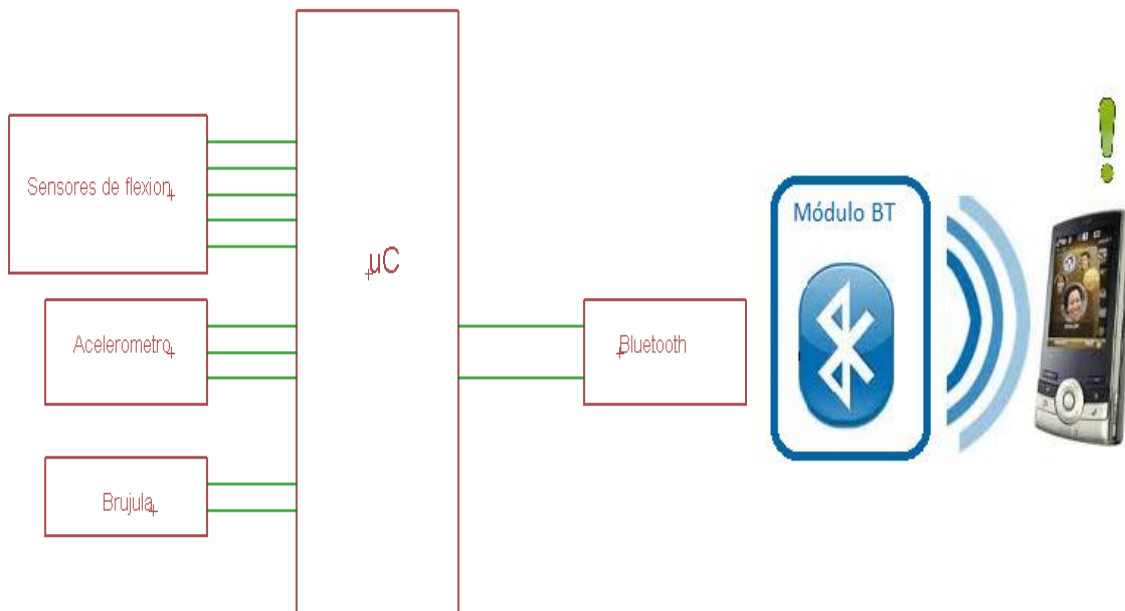 Sensores de flexion
Acelerometro
Brujula
µC
Bluetooth
Módulo BT
!